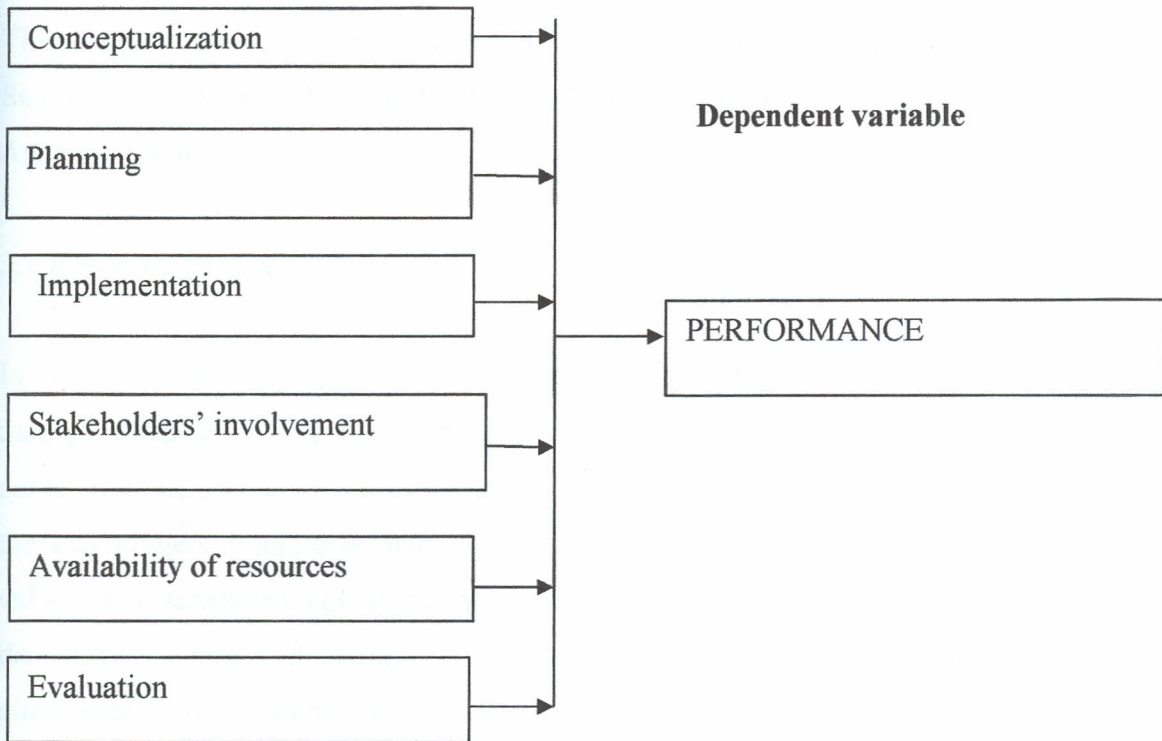 Conceptualization
Dependent variable
Planning
Implementation
PERFORMANCE
Stakeholders’ involvement
Availability of resources
Evaluation